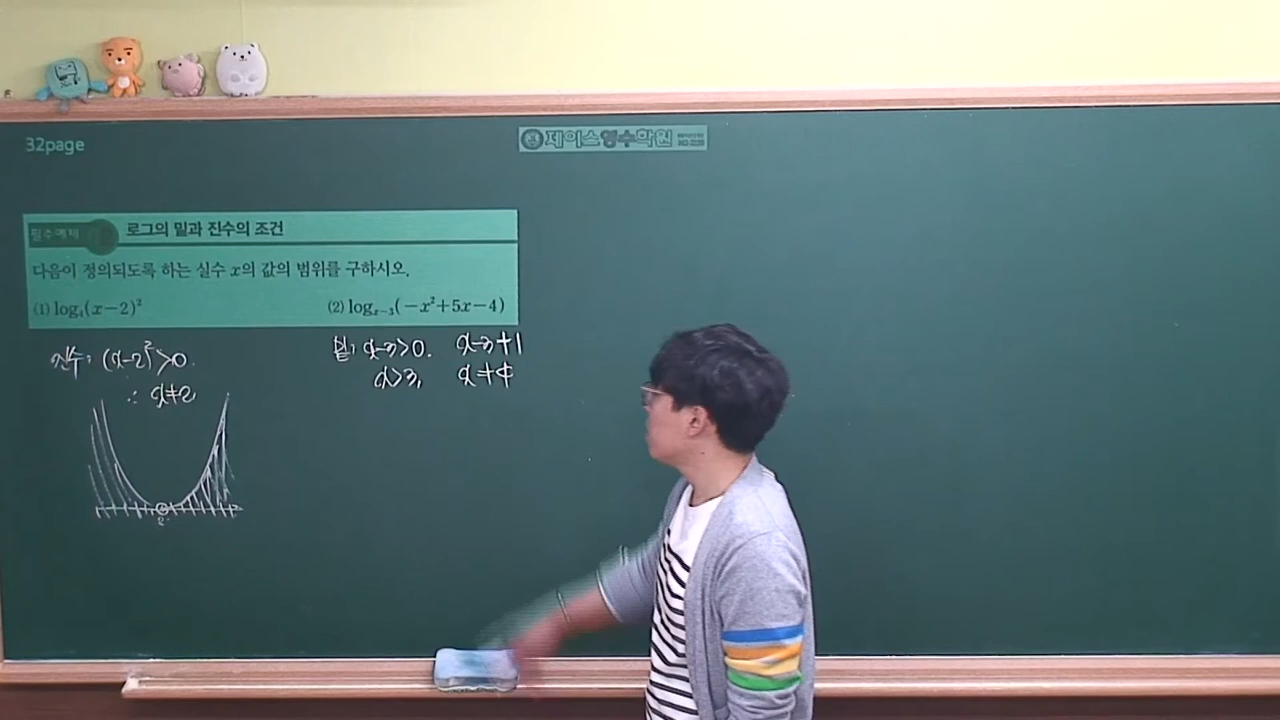 32page
제이스영수학원
필수 예제
로그의 밑과 진수의 조건
다음이 정의되도록 하는 실수 x의 값의 범위를 구하시오.
(1) log₄(x−2)² (2) logₓ₋₃(−x²+5x−4)
진수: (x-2)²>0.
∴ x≠2
2
밑: x-3>0. x-3≠1
x>3, x≠4